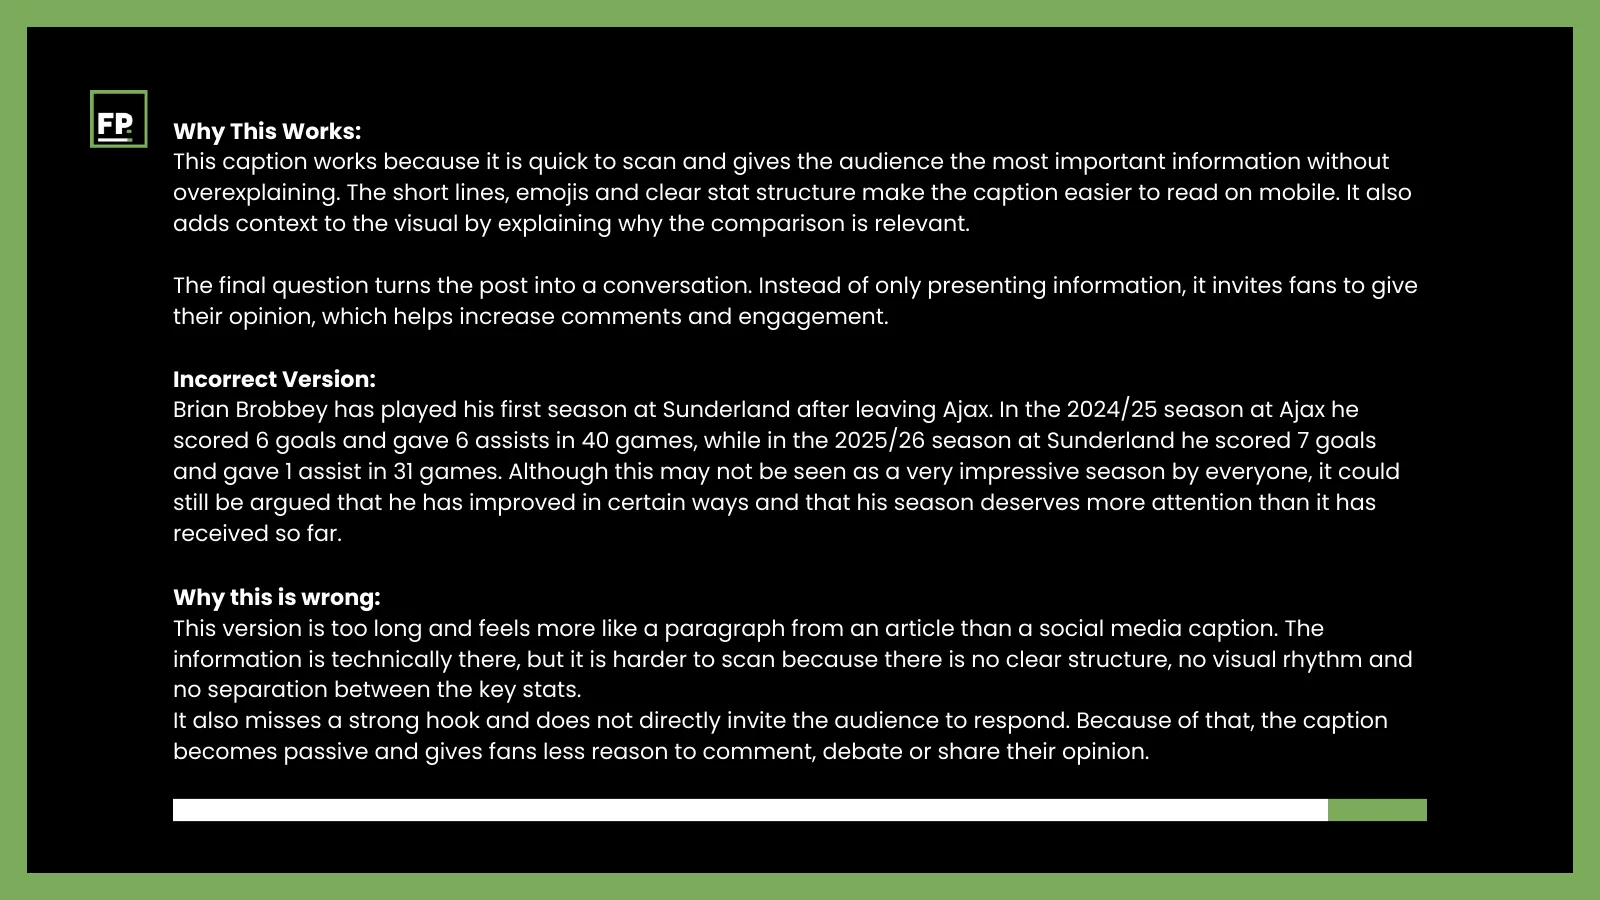 FP.
Why This Works:
This caption works because it is quick to scan and gives the audience the most important information without
overexplaining. The short lines, emojis and clear stat structure make the caption easier to read on mobile. It also
adds context to the visual by explaining why the comparison is relevant.
The final question turns the post into a conversation. Instead of only presenting information, it invites fans to give
their opinion, which helps increase comments and engagement.
Incorrect Version:
Brian Brobbey has played his first season at Sunderland after leaving Ajax. In the 2024/25 season at Ajax he
scored 6 goals and gave 6 assists in 40 games, while in the 2025/26 season at Sunderland he scored 7 goals
and gave 1 assist in 31 games. Although this may not be seen as a very impressive season by everyone, it could
still be argued that he has improved in certain ways and that his season deserves more attention than it has
received so far.
Why this is wrong:
This version is too long and feels more like a paragraph from an article than a social media caption. The
information is technically there, but it is harder to scan because there is no clear structure, no visual rhythm and
no separation between the key stats.
It also misses a strong hook and does not directly invite the audience to respond. Because of that, the caption
becomes passive and gives fans less reason to comment, debate or share their opinion.